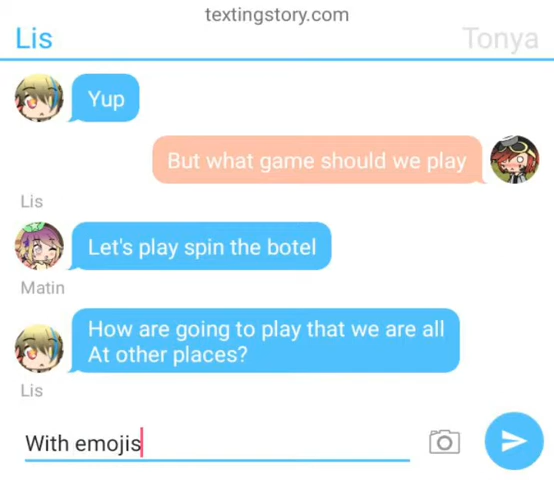 textingstory.com
Lis
Tonya
Yup
But what game should we play
Lis
Let's play spin the botel
Matin
How are going to play that we are all
At other places?
Lis
With emojis